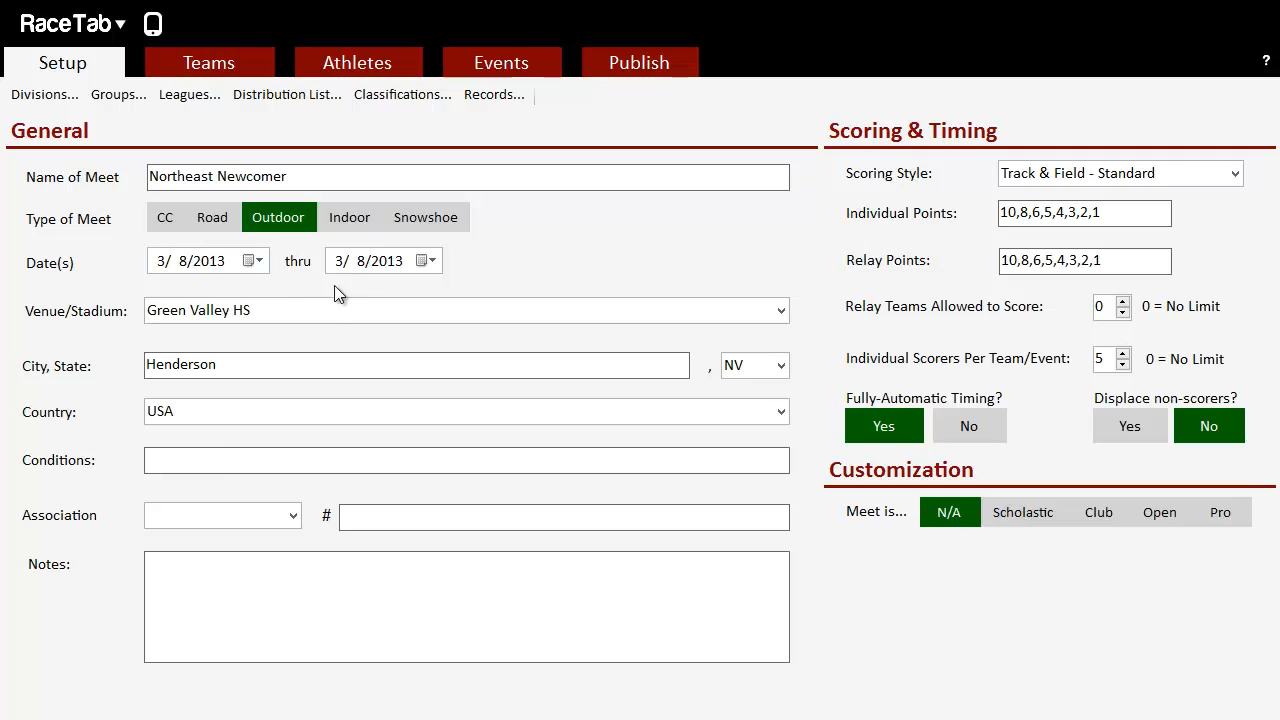 RaceTab
Setup Teams Athletes Events Publish ?
Divisions... Groups... Leagues... Distribution List... Classifications... Records...
General
Name of Meet Northeast Newcomer
Type of Meet CC Road Outdoor Indoor Snowshoe
Date(s) 3/ 8/2013 thru 3/ 8/2013
Venue/Stadium: Green Valley HS
City, State: Henderson , NV
Country: USA
Conditions:
Association #
Notes:
Scoring & Timing
Scoring Style: Track & Field - Standard
Individual Points: 10,8,6,5,4,3,2,1
Relay Points: 10,8,6,5,4,3,2,1
Relay Teams Allowed to Score: 0 0 = No Limit
Individual Scorers Per Team/Event: 5 0 = No Limit
Fully-Automatic Timing? Displace non-scorers?
Yes No Yes No
Customization
Meet is... N/A Scholastic Club Open Pro